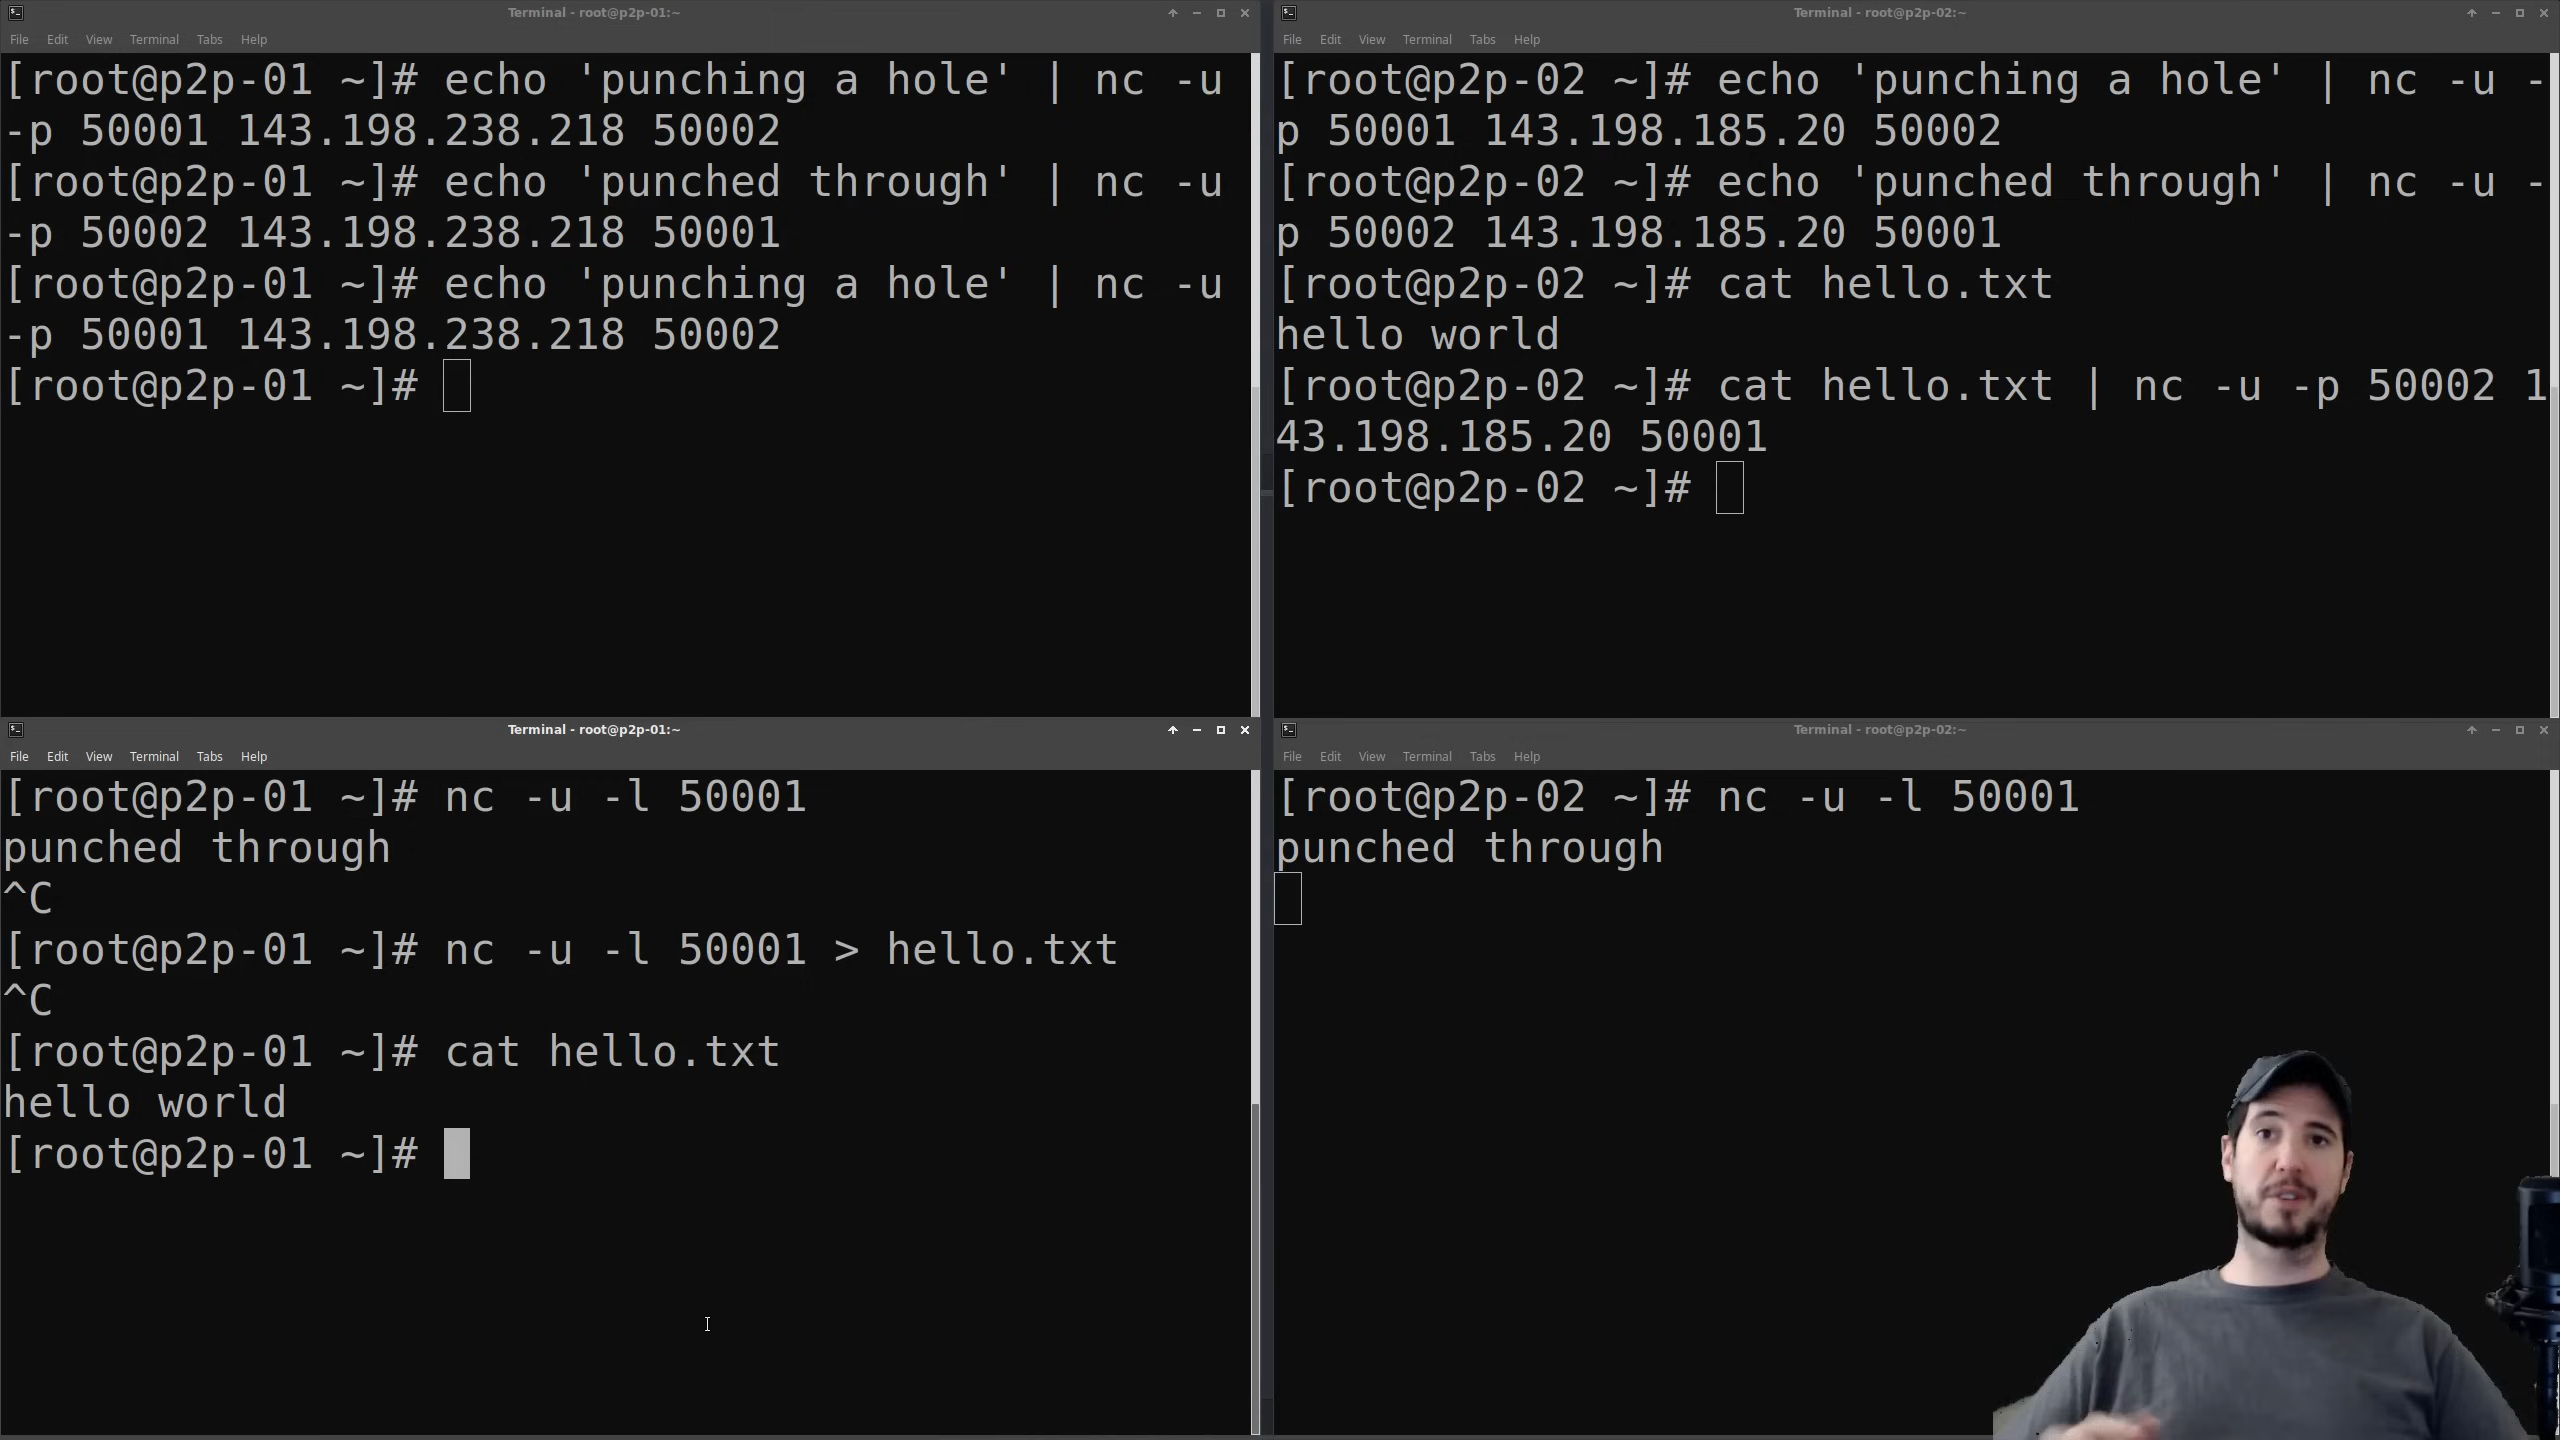 Terminal - root@p2p-01:~
File Edit View Terminal Tabs Help
[root@p2p-01 ~]# echo 'punching a hole' | nc -u
-p 50001 143.198.238.218 50002
[root@p2p-01 ~]# echo 'punched through' | nc -u
-p 50002 143.198.238.218 50001
[root@p2p-01 ~]# echo 'punching a hole' | nc -u
-p 50001 143.198.238.218 50002
[root@p2p-01 ~]#
Terminal - root@p2p-02:~
File Edit View Terminal Tabs Help
[root@p2p-02 ~]# echo 'punching a hole' | nc -u -
p 50001 143.198.185.20 50002
[root@p2p-02 ~]# echo 'punched through' | nc -u -
p 50002 143.198.185.20 50001
[root@p2p-02 ~]# cat hello.txt
hello world
[root@p2p-02 ~]# cat hello.txt | nc -u -p 50002 1
43.198.185.20 50001
[root@p2p-02 ~]#
Terminal - root@p2p-01:~
File Edit View Terminal Tabs Help
[root@p2p-01 ~]# nc -u -l 50001
punched through
^C
[root@p2p-01 ~]# nc -u -l 50001 > hello.txt
^C
[root@p2p-01 ~]# cat hello.txt
hello world
[root@p2p-01 ~]#
Terminal - root@p2p-02:~
File Edit View Terminal Tabs Help
[root@p2p-02 ~]# nc -u -l 50001
punched through